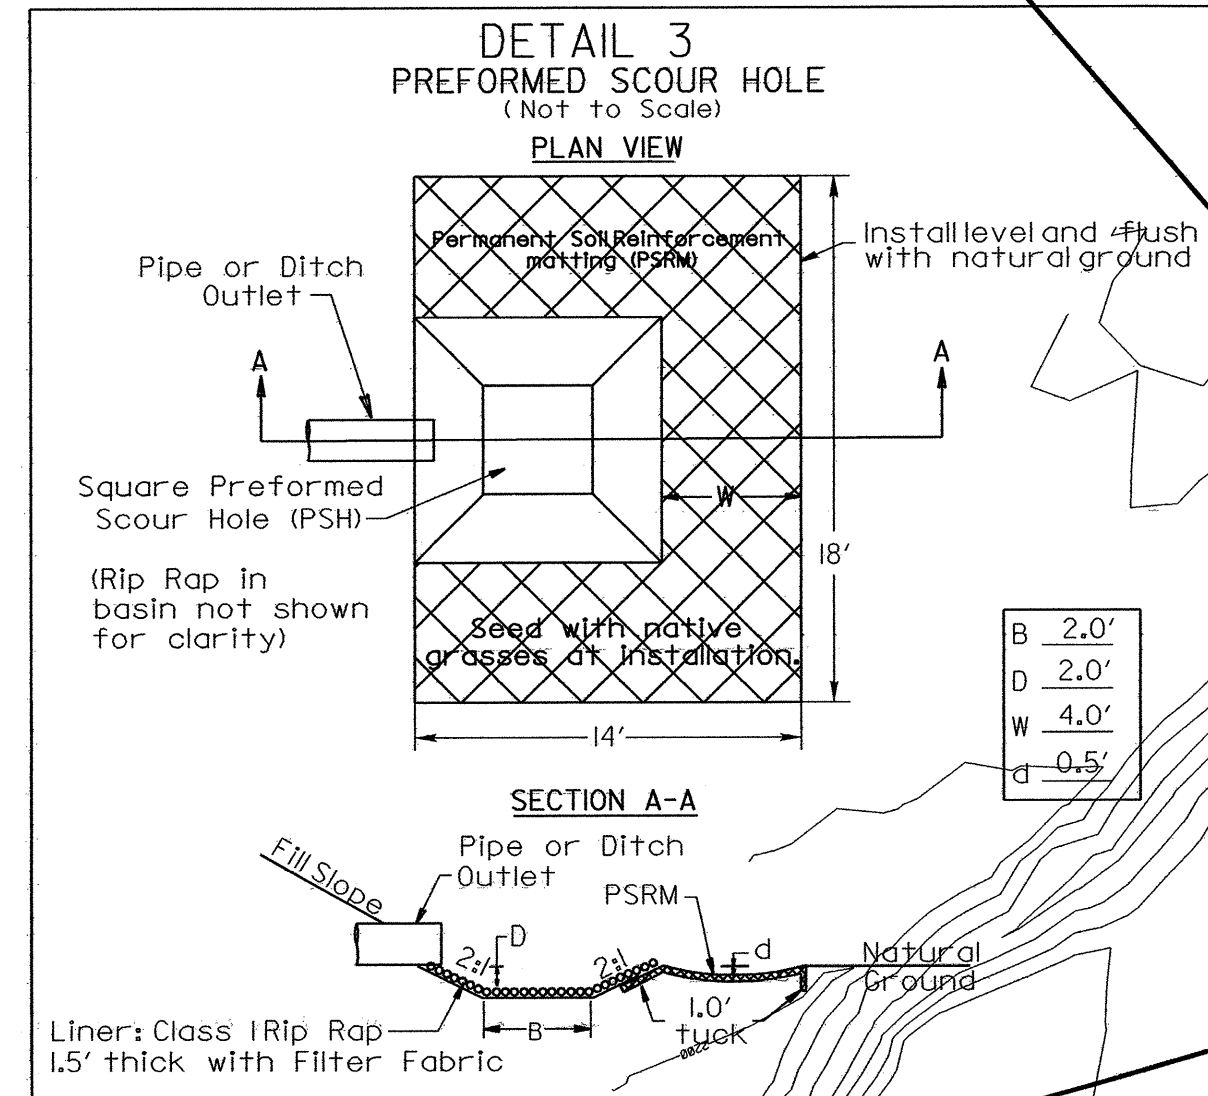 DETAIL 3
PREFORMED SCOUR HOLE
(Not to Scale)
PLAN VIEW
Permanent Soil Reinforcement
matting (PSRM)
Install level and flush
with natural ground
Pipe or Ditch
Outlet
A
A
Square Preformed
Scour Hole (PSH)
W
18'
(Rip Rap in
basin not shown
for clarity)
Seed with native
grasses at installation.
B 2.0'
D 2.0'
W 4.0'
d 0.5'
14'
SECTION A-A
Fill Slope
Pipe or Ditch
Outlet
PSRM
D
d
2:1
2:1
Natural
Ground
1.0'
tuck
B
Liner: Class I Rip Rap
1.5' thick with Filter Fabric
2200